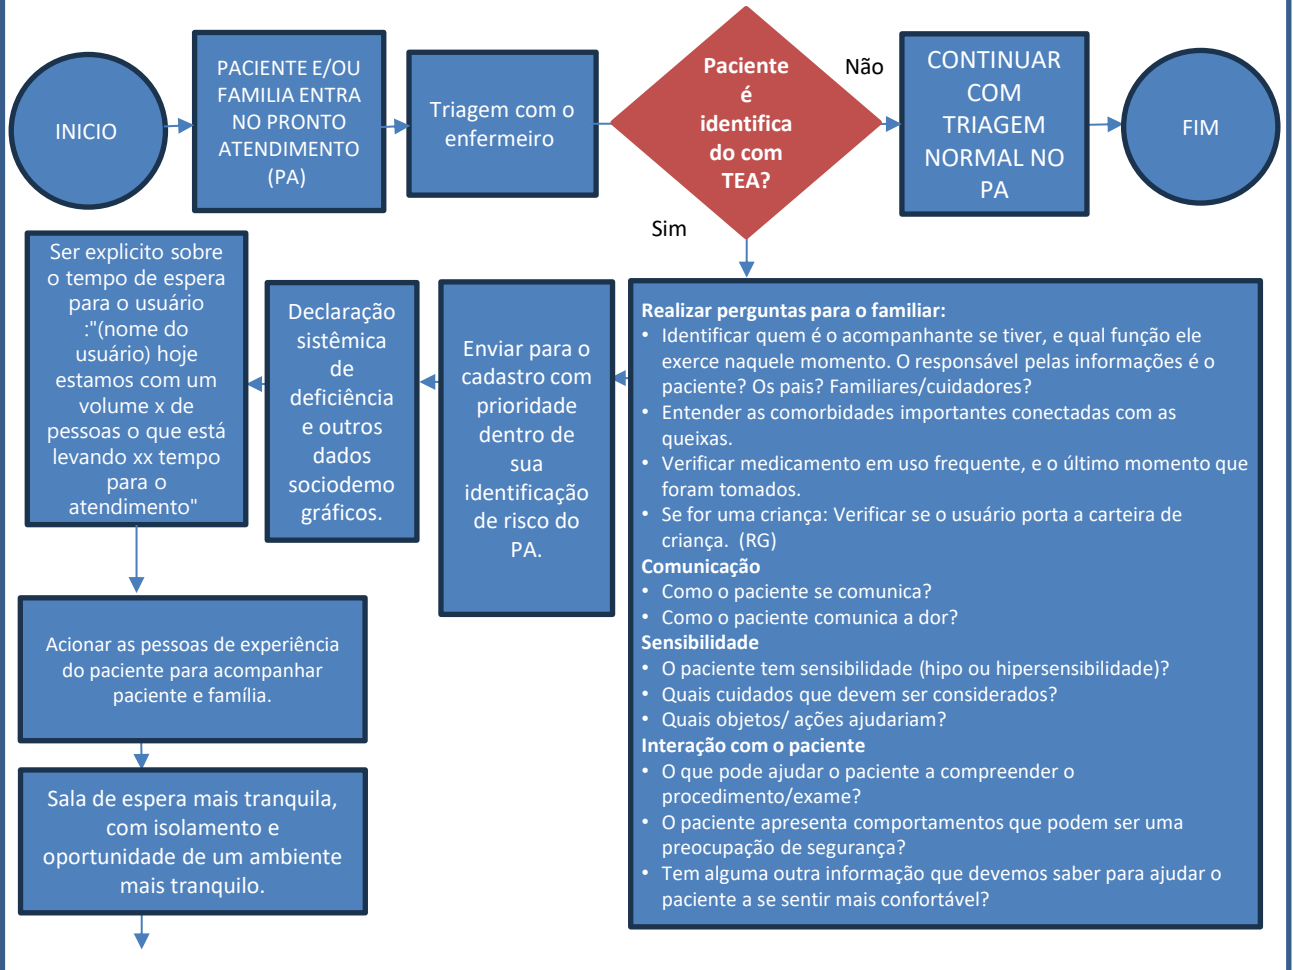 INICIO
PACIENTE E/OU
FAMILIA ENTRA
NO PRONTO
ATENDIMENTO
(PA)
Triagem com o
enfermeiro
Paciente
é
identifica
do com
TEA?
Não
CONTINUAR
COM
TRIAGEM
NORMAL NO
PA
FIM
Sim
Realizar perguntas para o familiar:
• Identificar quem é o acompanhante se tiver, e qual função ele
exerce naquele momento. O responsável pelas informações é o
paciente? Os pais? Familiares/cuidadores?
• Entender as comorbidades importantes conectadas com as
queixas.
• Verificar medicamento em uso frequente, e o último momento que
foram tomados.
• Se for uma criança: Verificar se o usuário porta a carteira de
criança.  (RG)
Comunicação
• Como o paciente se comunica?
• Como o paciente comunica a dor?
Sensibilidade
• O paciente tem sensibilidade (hipo ou hipersensibilidade)?
• Quais cuidados que devem ser considerados?
• Quais objetos/ ações ajudariam?
Interação com o paciente
• O que pode ajudar o paciente a compreender o
procedimento/exame?
• O paciente apresenta comportamentos que podem ser uma
preocupação de segurança?
• Tem alguma outra informação que devemos saber para ajudar o
paciente a se sentir mais confortável?
Enviar para o
cadastro com
prioridade
dentro de
sua
identificação
de risco do
PA.
Declaração
sistêmica
de
deficiência
e outros
dados
sociodemo
gráficos.
Ser explicito sobre
o tempo de espera
para o usuário
:"(nome do
usuário) hoje
estamos com um
volume x de
pessoas o que está
levando xx tempo
para o
atendimento"
Acionar as pessoas de experiência
do paciente para acompanhar
paciente e família.
Sala de espera mais tranquila,
com isolamento e
oportunidade de um ambiente
mais tranquilo.